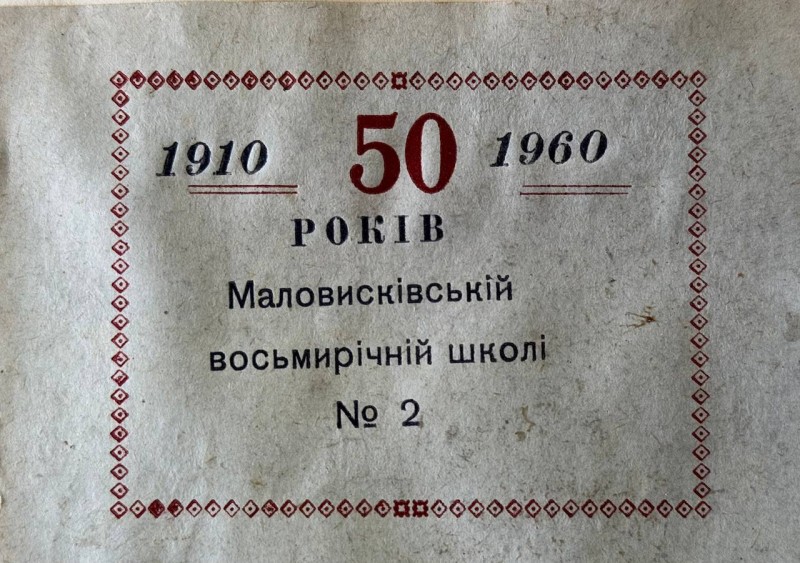 1910 50 1960
РОКІВ
Маловисківській
восьмирічній школі
№ 2